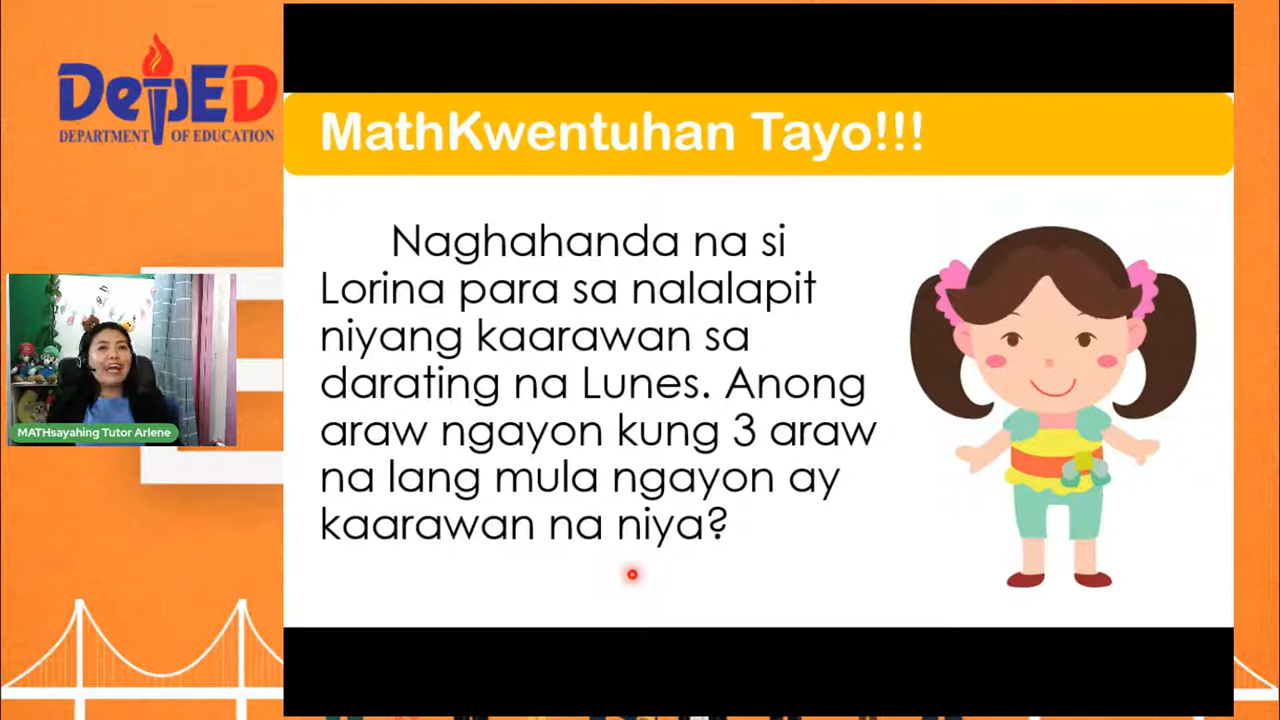 DepED
DEPARTMENT OF EDUCATION
MathKwentuhan Tayo!!!
Naghahanda na si
Lorina para sa nalalapit
niyang kaarawan sa
darating na Lunes. Anong
araw ngayon kung 3 araw
na lang mula ngayon ay
kaarawan na niya?
MATHsayahing Tutor Arlene